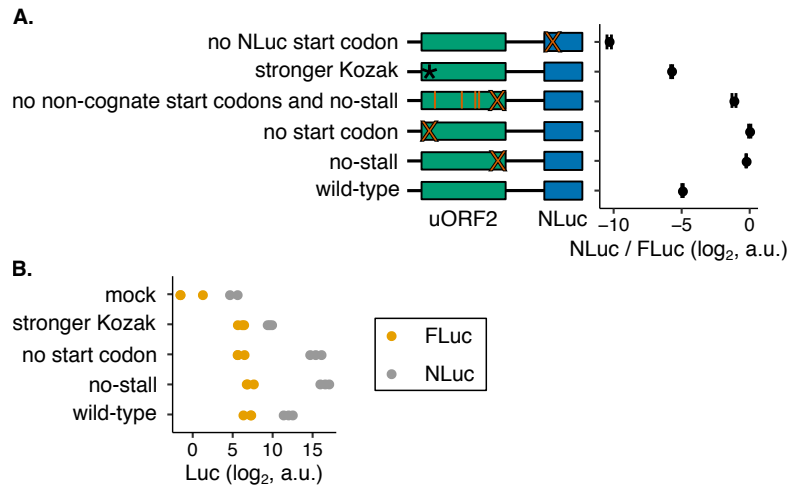 A.
no NLuc start codon
stronger Kozak
no non-cognate start codons and no-stall
no start codon
no-stall
wild-type
uORF2 NLuc
−10 −5 0
NLuc / FLuc (log2, a.u.)
B.
mock
stronger Kozak
no start codon
no-stall
wild-type
0 5 10 15
Luc (log2, a.u.)
FLuc
NLuc